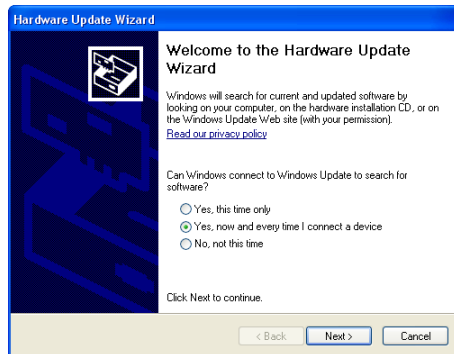 Hardware Update Wizard
Welcome to the Hardware Update
Wizard
Windows will search for current and updated software by
looking on your computer, on the hardware installation CD, or on
the Windows Update Web site (with your permission).
Read our privacy policy
Can Windows connect to Windows Update to search for
software?
Yes, this time only
Yes, now and every time I connect a device
No, not this time
Click Next to continue.
< Back
Next >
Cancel